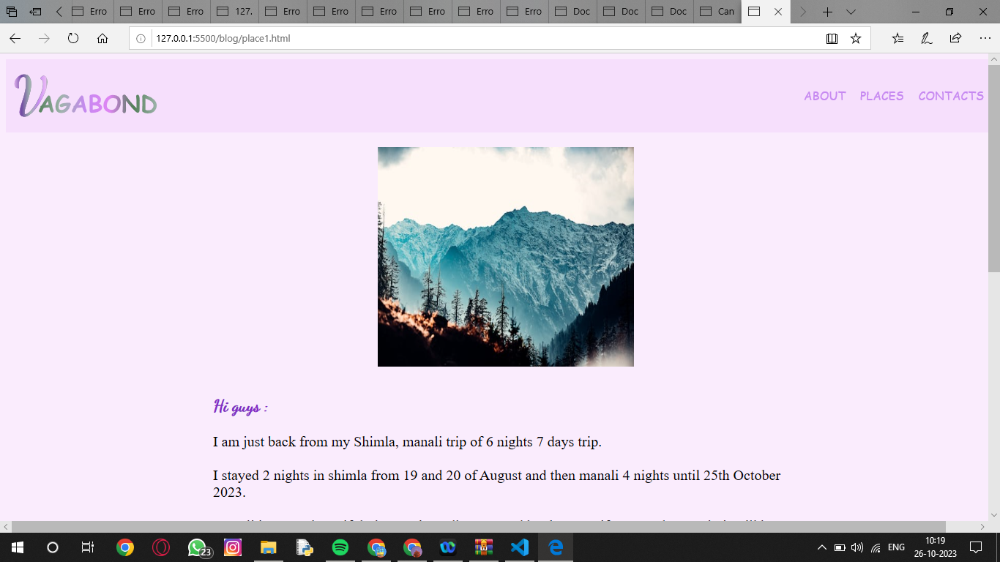 Erro Erro Erro 127. Erro Erro Erro Erro Erro Erro Doc Doc Doc Can
127.0.0.1:5500/blog/place1.html
VAGABOND ABOUT PLACES CONTACTS
Hi guys :
I am just back from my Shimla, manali trip of 6 nights 7 days trip.
I stayed 2 nights in shimla from 19 and 20 of August and then manali 4 nights until 25th October
2023.
23 ENG 10:19
26-10-2023